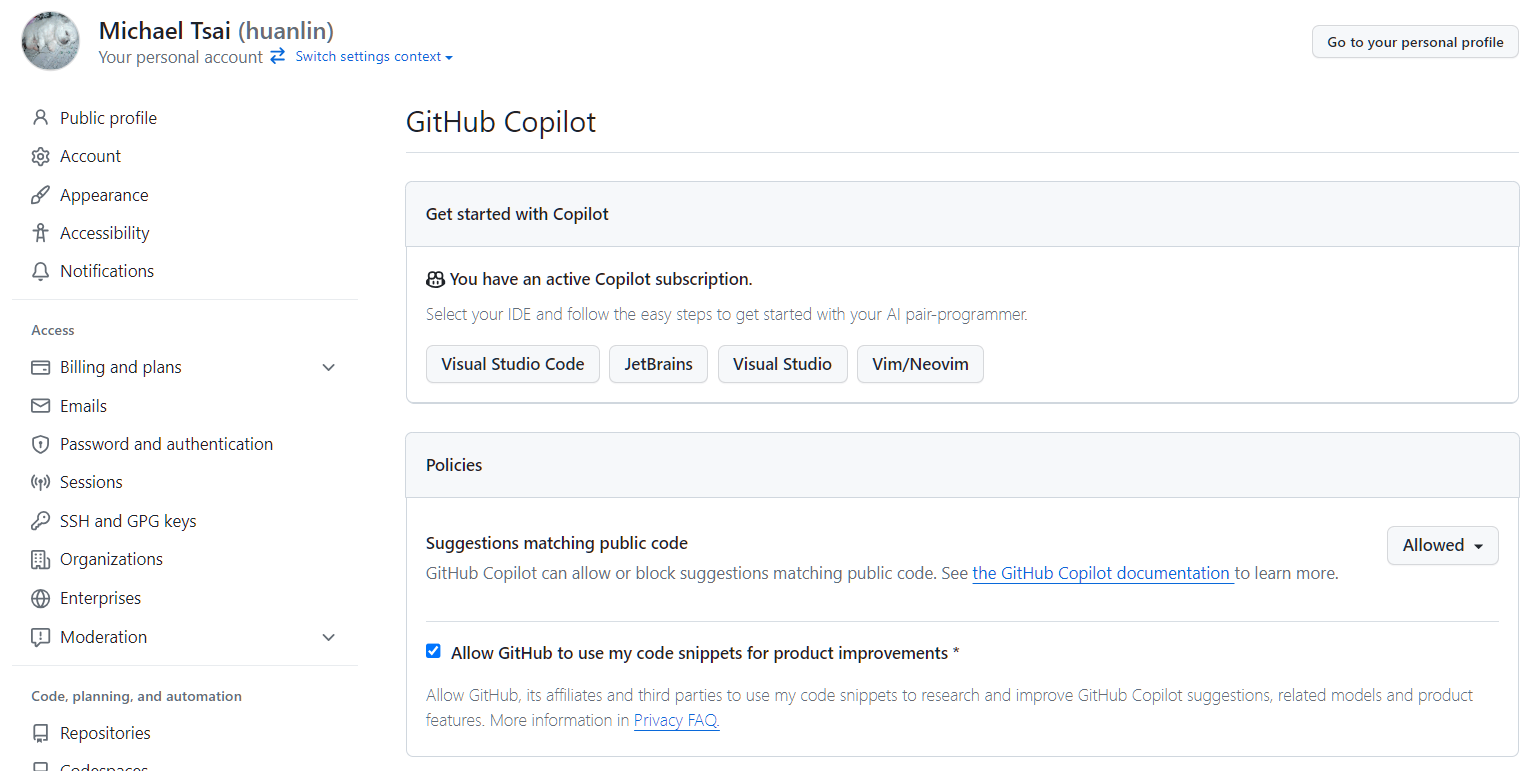 Michael Tsai (huanlin)
Your personal account Switch settings context
Go to your personal profile
Public profile
Account
Appearance
Accessibility
Notifications
Access
Billing and plans
Emails
Password and authentication
Sessions
SSH and GPG keys
Organizations
Enterprises
Moderation
Code, planning, and automation
Repositories
Codespaces
GitHub Copilot
Get started with Copilot
You have an active Copilot subscription.
Select your IDE and follow the easy steps to get started with your AI pair-programmer.
Visual Studio Code JetBrains Visual Studio Vim/Neovim
Policies
Suggestions matching public code
Allowed
GitHub Copilot can allow or block suggestions matching public code. See the GitHub Copilot documentation to learn more.
Allow GitHub to use my code snippets for product improvements *
Allow GitHub, its affiliates and third parties to use my code snippets to research and improve GitHub Copilot suggestions, related models and product
features. More information in Privacy FAQ.